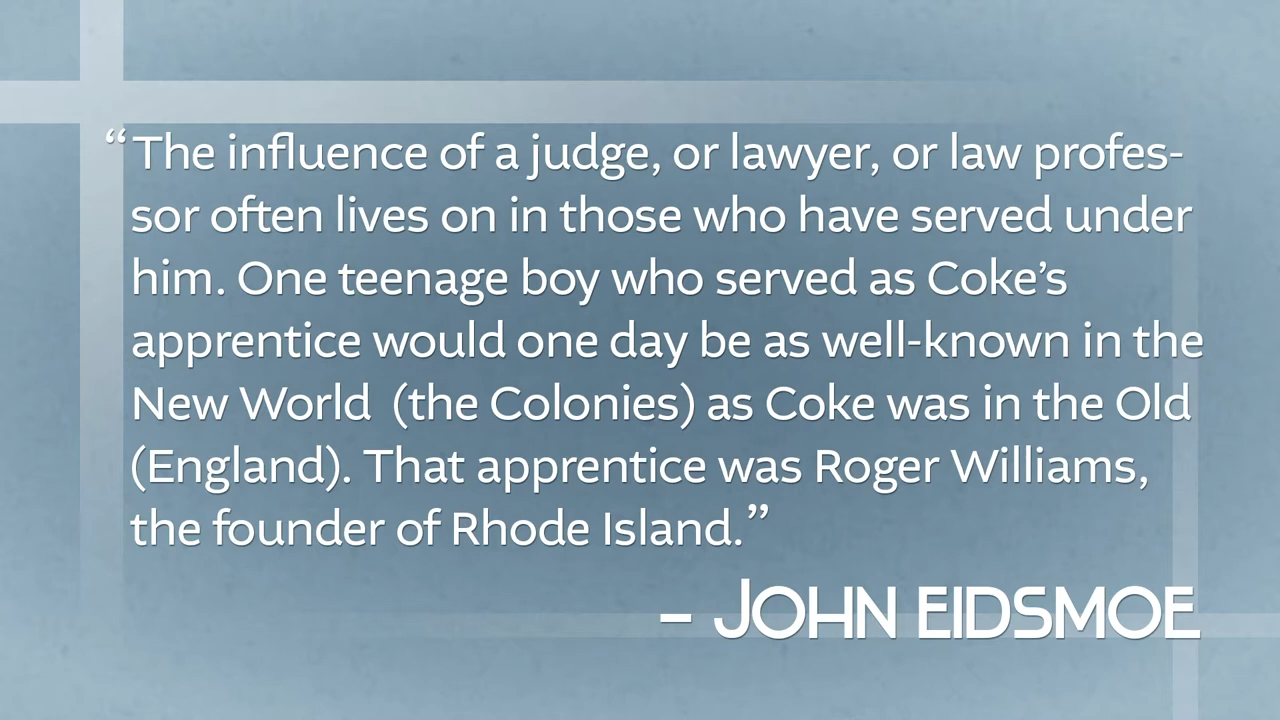 “The influence of a judge, or lawyer, or law profes-
sor often lives on in those who have served under
him. One teenage boy who served as Coke’s
apprentice would one day be as well-known in the
New World  (the Colonies) as Coke was in the Old
(England). That apprentice was Roger Williams,
the founder of Rhode Island.”
– JOHN EIDSMOE